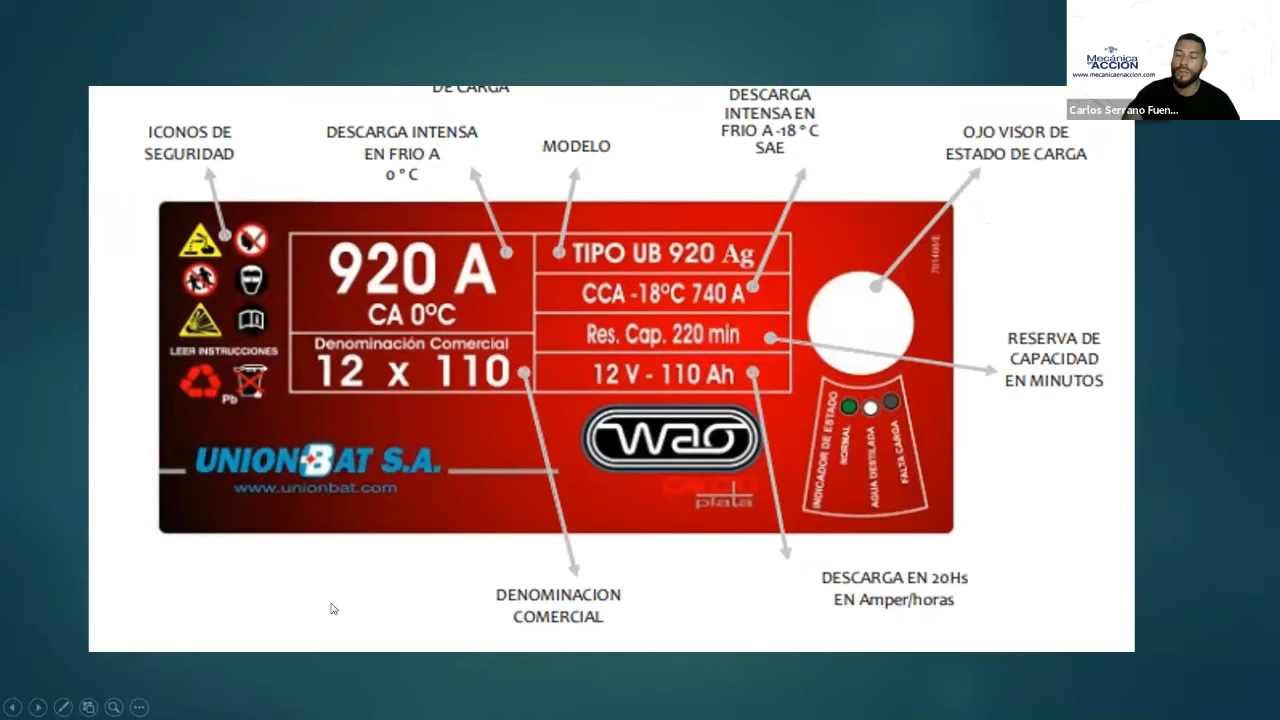 Mecánica
en ACCIÓN
www.mecanicaenaccion.com
Carlos Serrano Fuen...
DE CARGA
ICONOS DE
SEGURIDAD
DESCARGA INTENSA
EN FRIO A
0 ° C
MODELO
DESCARGA
INTENSA EN
FRIO A -18 ° C
SAE
OJO VISOR DE
ESTADO DE CARGA
920 A
CA 0ºC
Denominación Comercial
12 x 110
TIPO UB 920 Ag
CCA -18ºC 740 A
Res. Cap. 220 min
12 V - 110 Ah
LEER INSTRUCCIONES
Pb
UNIONBAT S.A.
www.unionbat.com
WAO
plata
INDICADOR DE ESTADO
NORMAL
AGUA DESTILADA
FALTA CARGA
RESERVA DE
CAPACIDAD
EN MINUTOS
DENOMINACION
COMERCIAL
DESCARGA EN 20Hs
EN Amper/horas